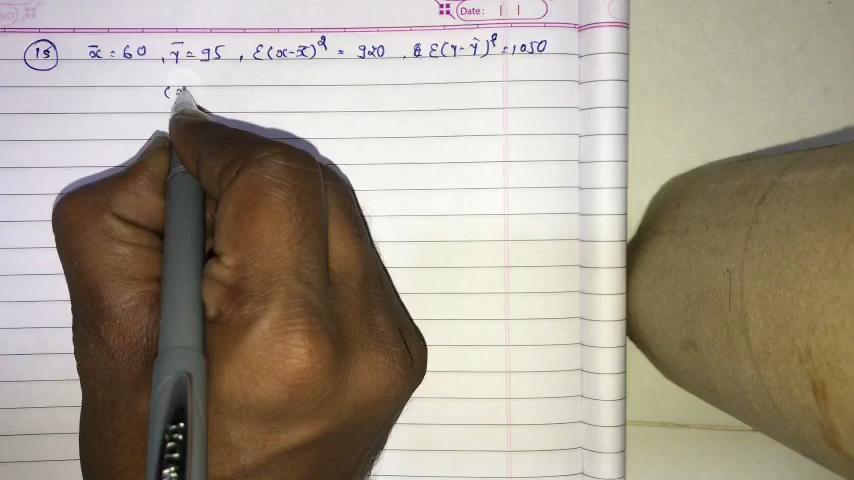 Date: | |
15 x̄ = 60 , ȳ = 95 , Σ(x-x̄)² = 920 , & Σ(y-ȳ)² = 1050
(x